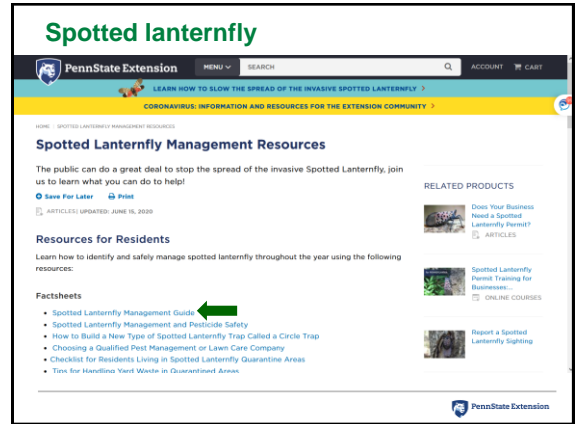 Spotted lanternfly
PennState Extension
MENU
SEARCH
ACCOUNT
CART
LEARN HOW TO SLOW THE SPREAD OF THE INVASIVE SPOTTED LANTERNFLY >
CORONAVIRUS: INFORMATION AND RESOURCES FOR THE EXTENSION COMMUNITY >
HOME | SPOTTED LANTERNFLY MANAGEMENT RESOURCES
Spotted Lanternfly Management Resources
The public can do a great deal to stop the spread of the invasive Spotted Lanternfly, join
us to learn what you can do to help!
Save For Later
Print
ARTICLES | UPDATED: JUNE 15, 2020
Resources for Residents
Learn how to identify and safely manage spotted lanternfly throughout the year using the following
resources:
Factsheets
• Spotted Lanternfly Management Guide
• Spotted Lanternfly Management and Pesticide Safety
• How to Build a New Type of Spotted Lanternfly Trap Called a Circle Trap
• Choosing a Qualified Pest Management or Lawn Care Company
• Checklist for Residents Living in Spotted Lanternfly Quarantine Areas
• Tips for Handling Yard Waste in Quarantined Areas
RELATED PRODUCTS
Does Your Business
Need a Spotted
Lanternfly Permit?
ARTICLES
Spotted Lanternfly
Permit Training for
Businesses:...
ONLINE COURSES
Report a Spotted
Lanternfly Sighting
PennState Extension